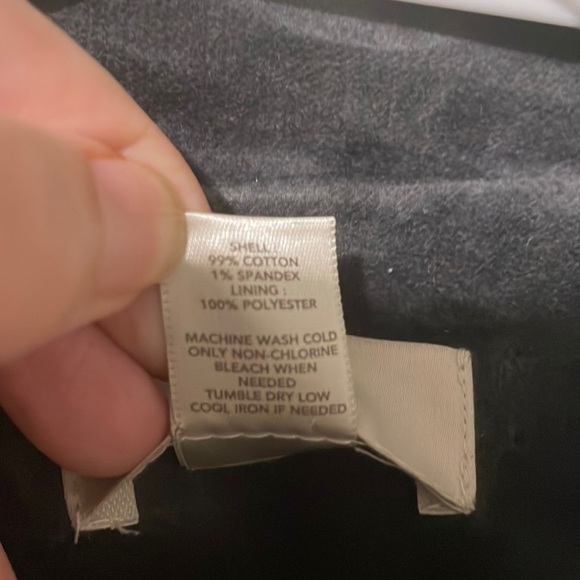 SHELL :
99% COTTON
1% SPANDEX
LINING :
100% POLYESTER
MACHINE WASH COLD
ONLY NON-CHLORINE
BLEACH WHEN
NEEDED
TUMBLE DRY LOW
COOL IRON IF NEEDED